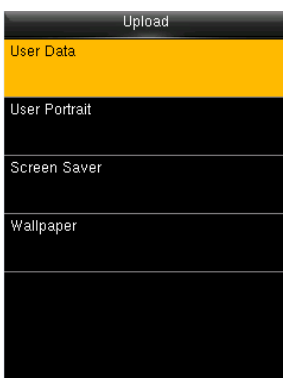 Upload
User Data
User Portrait
Screen Saver
Wallpaper